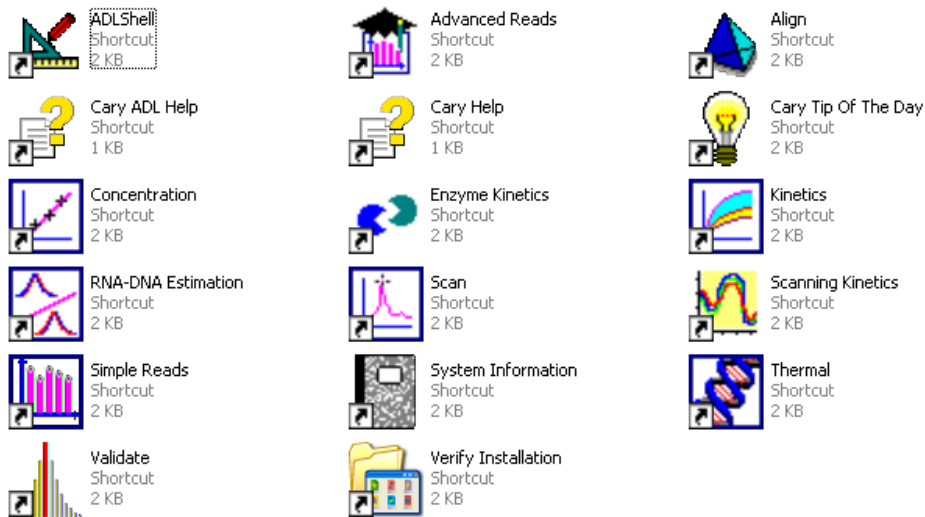 ADLShell
Shortcut
2 KB
Advanced Reads
Shortcut
2 KB
Align
Shortcut
2 KB
Cary ADL Help
Shortcut
1 KB
Cary Help
Shortcut
1 KB
Cary Tip Of The Day
Shortcut
2 KB
Concentration
Shortcut
2 KB
Enzyme Kinetics
Shortcut
2 KB
Kinetics
Shortcut
2 KB
RNA-DNA Estimation
Shortcut
2 KB
Scan
Shortcut
2 KB
Scanning Kinetics
Shortcut
2 KB
Simple Reads
Shortcut
2 KB
System Information
Shortcut
2 KB
Thermal
Shortcut
2 KB
Validate
Shortcut
2 KB
Verify Installation
Shortcut
2 KB